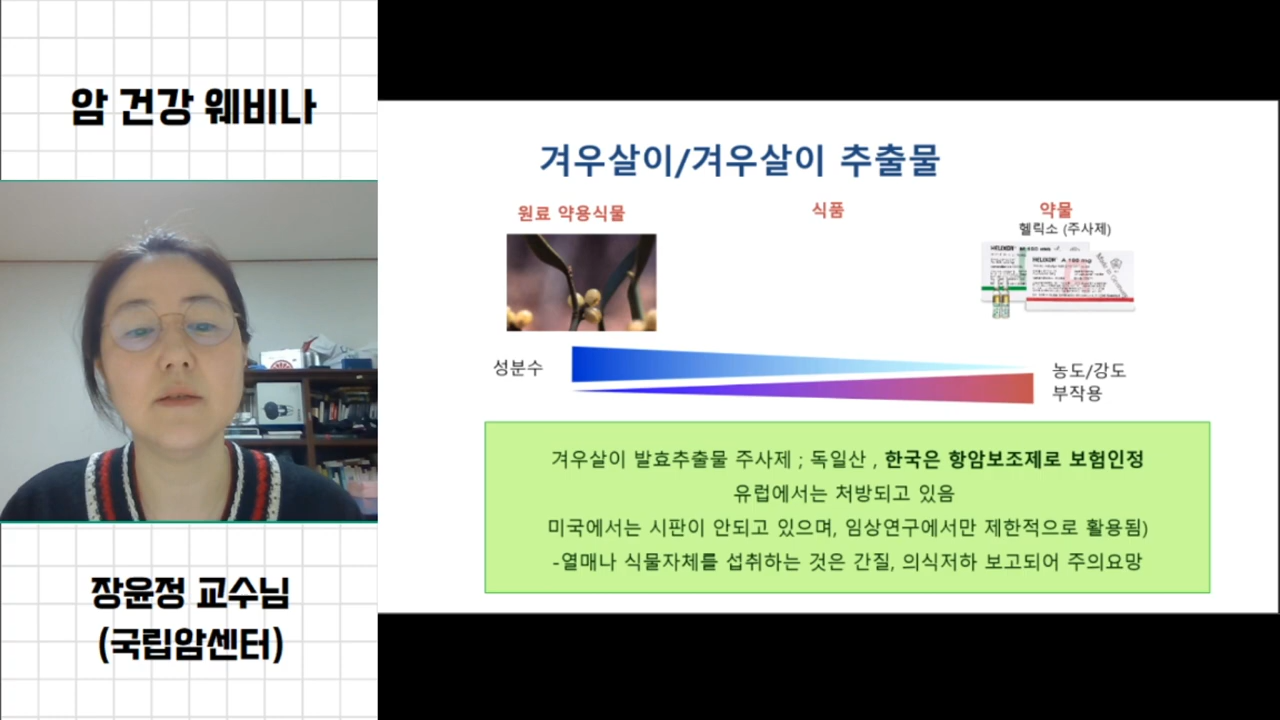 암 건강 웨비나
장윤정 교수님
(국립암센터)
겨우살이/겨우살이 추출물
원료 약용식물
식품
약물
헬릭소 (주사제)
HELIXOR
HELIXOR A 100 mg
성분수
농도/강도
부작용
겨우살이 발효추출물 주사제 ; 독일산 , 한국은 항암보조제로 보험인정
유럽에서는 처방되고 있음
미국에서는 시판이 안되고 있으며, 임상연구에서만 제한적으로 활용됨)
-열매나 식물자체를 섭취하는 것은 간질, 의식저하 보고되어 주의요망